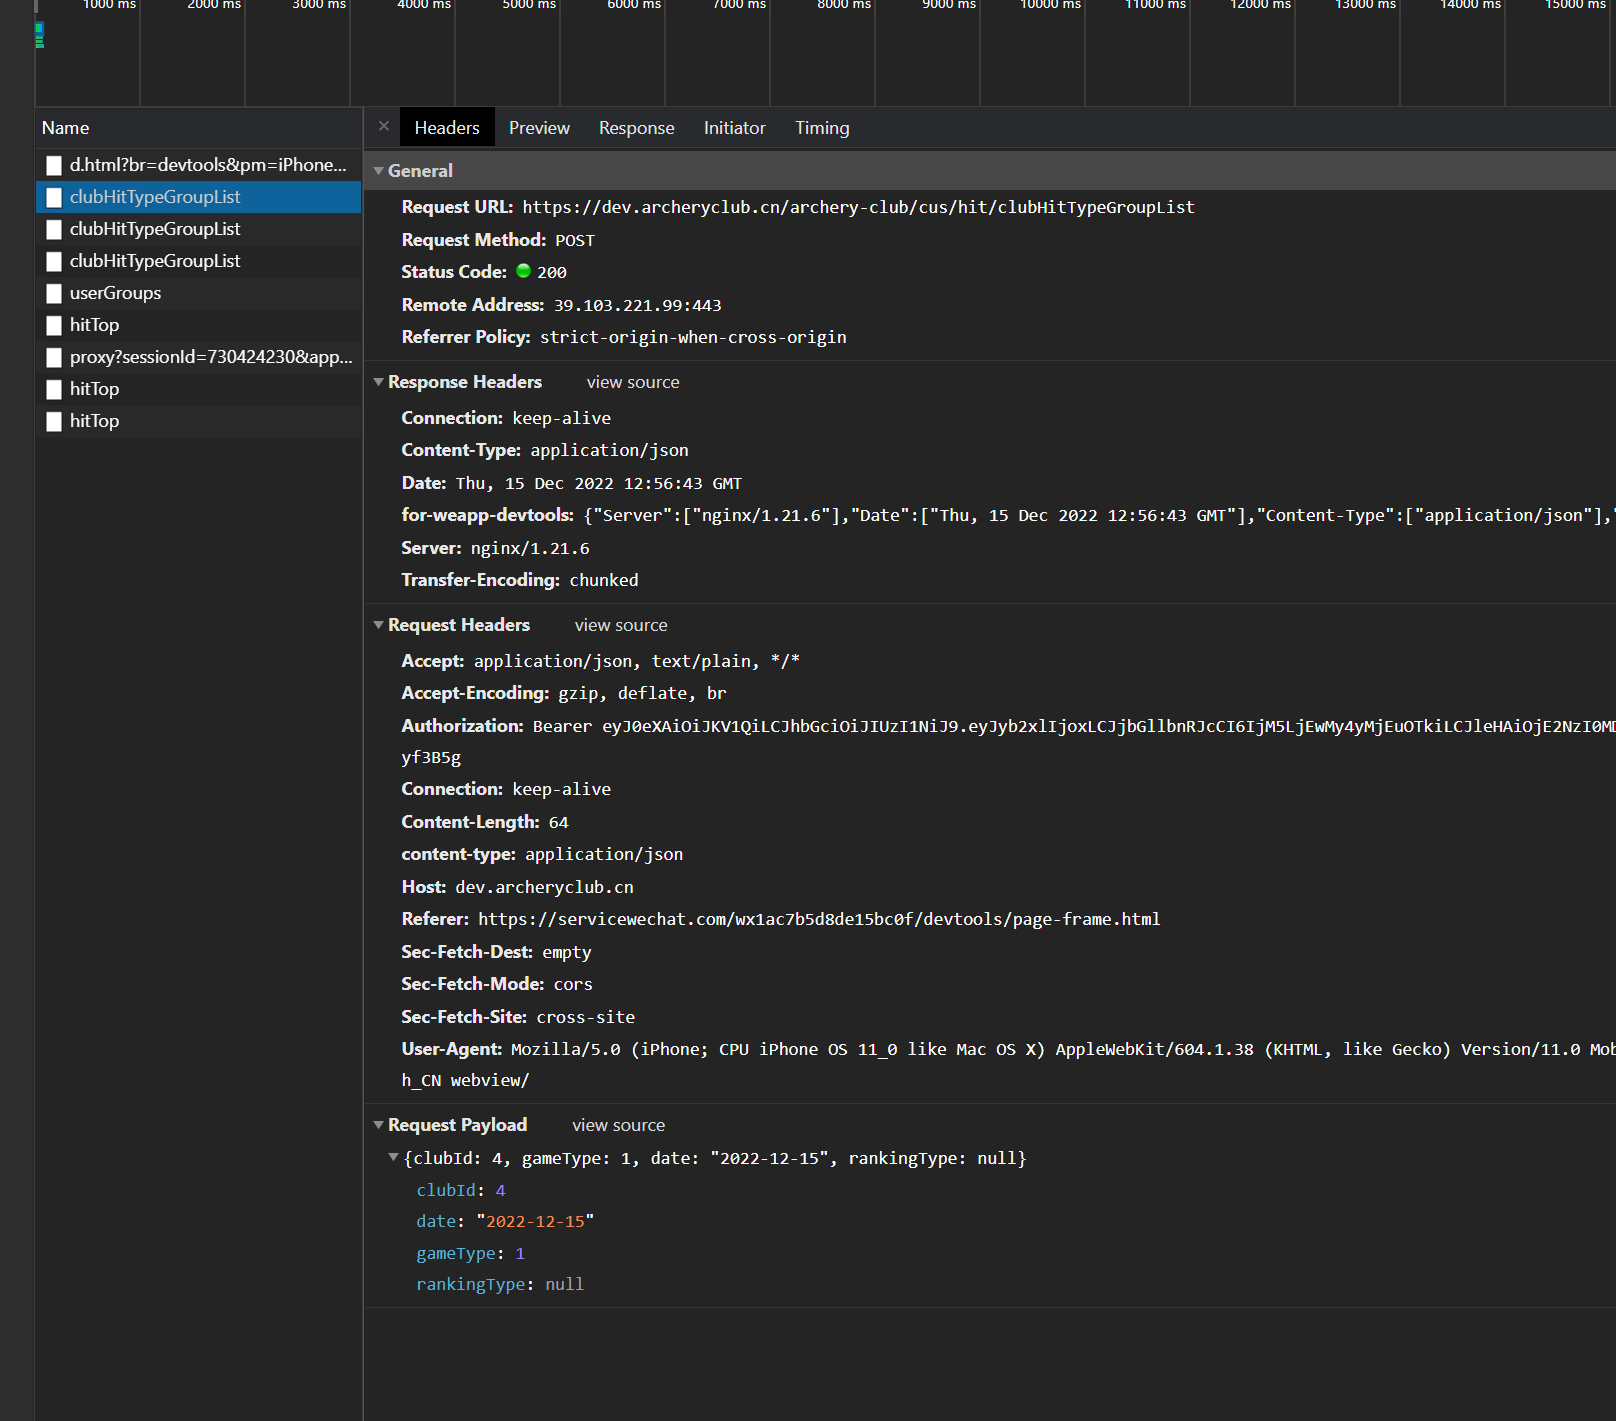 1000 ms 2000 ms 3000 ms 4000 ms 5000 ms 6000 ms 7000 ms 8000 ms 9000 ms 10000 ms 11000 ms 12000 ms 13000 ms 14000 ms 15000 ms
Name
d.html?br=devtools&pm=iPhone...
clubHitTypeGroupList
clubHitTypeGroupList
clubHitTypeGroupList
userGroups
hitTop
proxy?sessionId=730424230&app...
hitTop
hitTop
× Headers Preview Response Initiator Timing
General
Request URL: https://dev.archeryclub.cn/archery-club/cus/hit/clubHitTypeGroupList
Request Method: POST
Status Code: 200
Remote Address: 39.103.221.99:443
Referrer Policy: strict-origin-when-cross-origin
Response Headers view source
Connection: keep-alive
Content-Type: application/json
Date: Thu, 15 Dec 2022 12:56:43 GMT
for-weapp-devtools: {"Server":["nginx/1.21.6"],"Date":["Thu, 15 Dec 2022 12:56:43 GMT"],"Content-Type":["application/json"],"
Server: nginx/1.21.6
Transfer-Encoding: chunked
Request Headers view source
Accept: application/json, text/plain, */*
Accept-Encoding: gzip, deflate, br
Authorization: Bearer eyJ0eXAiOiJKV1QiLCJhbGciOiJIUzI1NiJ9.eyJyb2xlIjoxLCJjbGllbnRJcCI6IjM5LjEwMy4yMjEuOTkiLCJleHAiOjE2NzI0MD
yf3B5g
Connection: keep-alive
Content-Length: 64
content-type: application/json
Host: dev.archeryclub.cn
Referer: https://servicewechat.com/wx1ac7b5d8de15bc0f/devtools/page-frame.html
Sec-Fetch-Dest: empty
Sec-Fetch-Mode: cors
Sec-Fetch-Site: cross-site
User-Agent: Mozilla/5.0 (iPhone; CPU iPhone OS 11_0 like Mac OS X) AppleWebKit/604.1.38 (KHTML, like Gecko) Version/11.0 Mob
h_CN webview/
Request Payload view source
{clubId: 4, gameType: 1, date: "2022-12-15", rankingType: null}
clubId: 4
date: "2022-12-15"
gameType: 1
rankingType: null